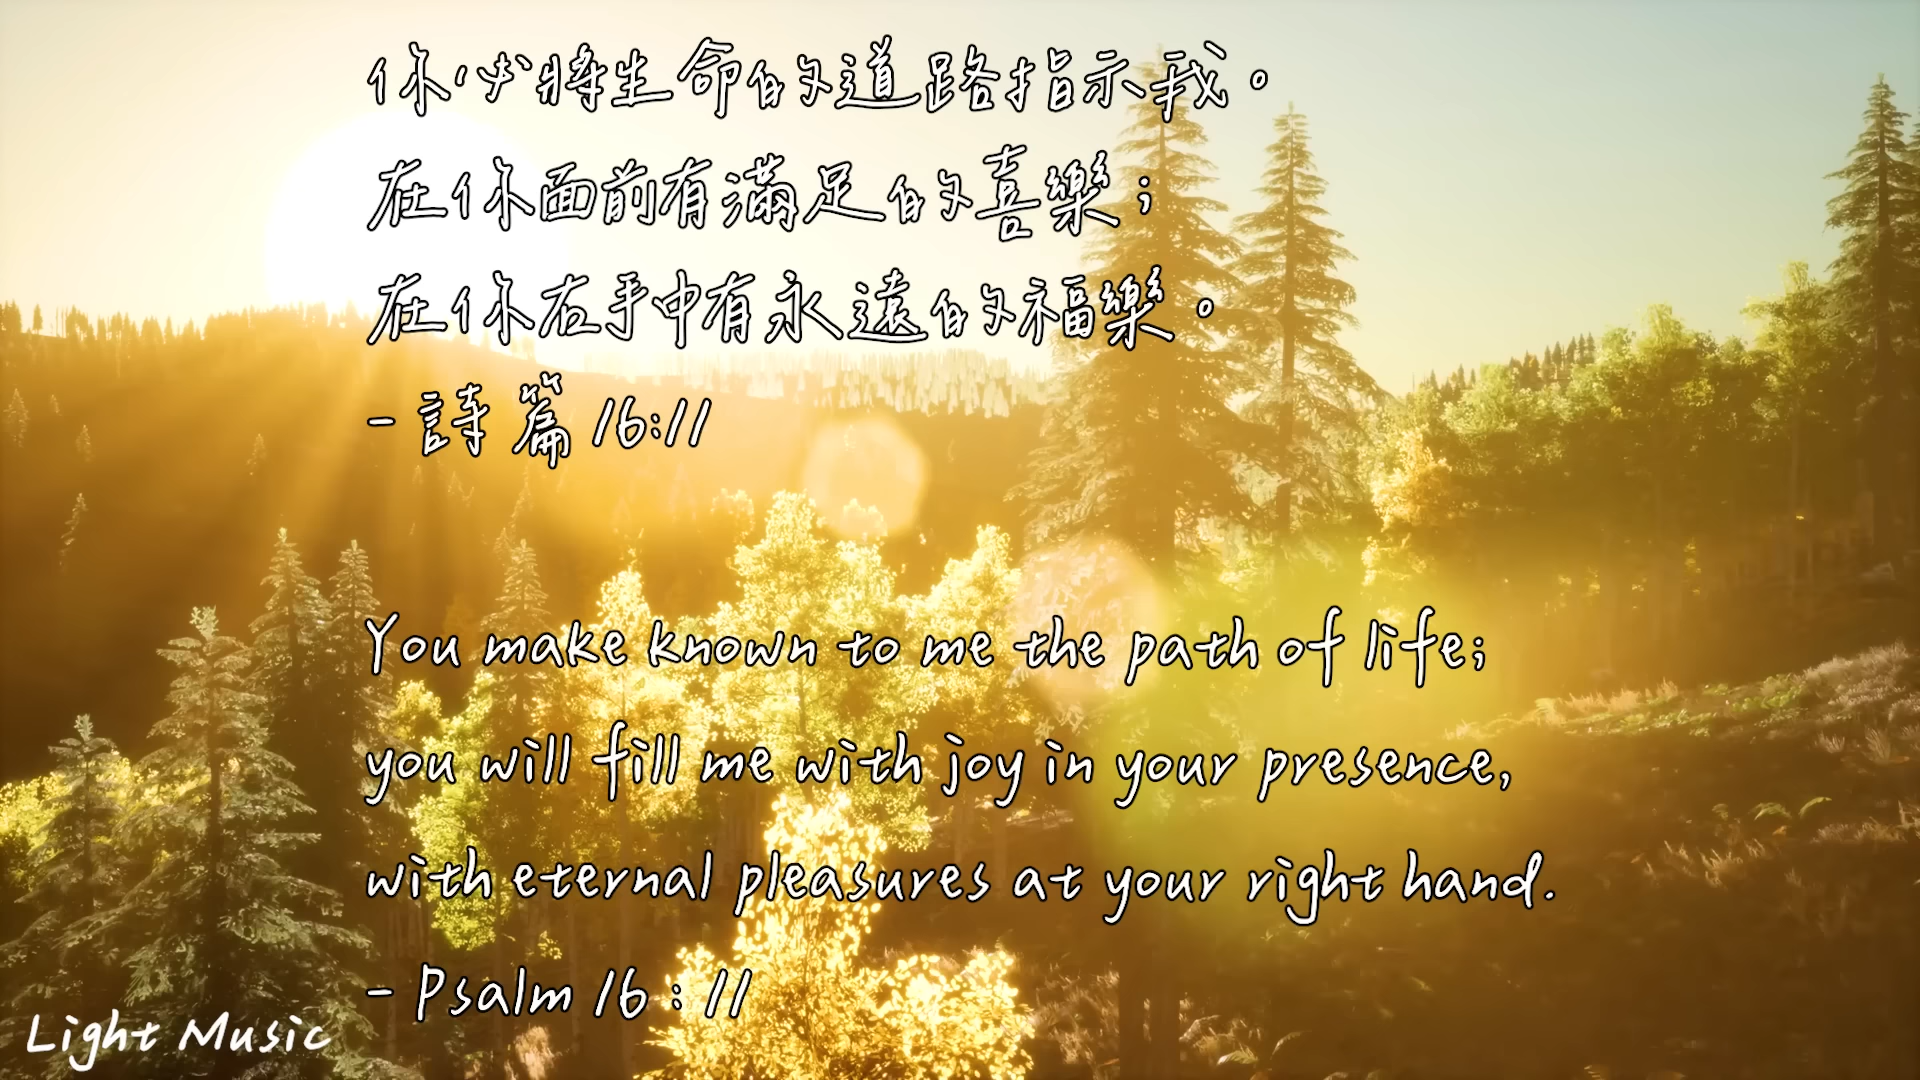 你必將生命的道路指示我。
在你面前有滿足的喜樂；
在你右手中有永遠的福樂。
- 詩篇 16:11
You make known to me the path of life;
you will fill me with joy in your presence,
with eternal pleasures at your right hand.
- Psalm 16 : 11
Light Music